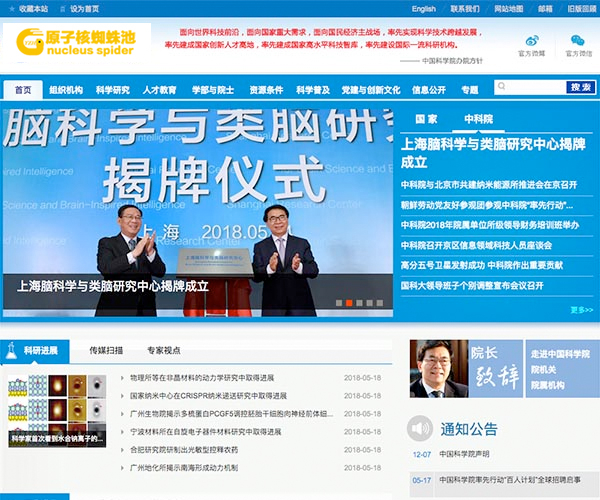 收藏本站
设为首页
English
联系我们
网站地图
邮箱
旧版回顾
原子核蜘蛛池
nucleus spider
面向世界科技前沿，面向国家重大需求，面向国民经济主战场，率先实现科学技术跨越发展，
率先建成国家创新人才高地，率先建成国家高水平科技智库，率先建设国际一流科研机构。
—— 中国科学院办院方针
官方微博
官方微信
首页
组织机构
科学研究
人才教育
学部与院士
资源条件
科学普及
党建与创新文化
信息公开
专题
搜索
脑科学与类脑研
Science and Brain-Inspired Intelligence
揭牌仪式
上海 2018.05
上海脑科学与类脑研究中心揭牌成立
国家
中科院
上海脑科学与类脑研究中心揭牌
成立
中科院与北京市共建纳米能源所推进会在京召开
朝鲜劳动党友好参观团参观中科院“率先行动”...
中科院2018年院属单位所级领导财务培训班举办
中科院召开京区信息领域科技人员座谈会
高分五号卫星发射成功 中科院作出重要贡献
国科大领导班子个别调整宣布会议召开
更多>>
科研进展
传媒扫描
专家视点
科学家首次看到水合钠离子的...
物理所等在非晶材料的动力学研究中取得进展
2018-05-18
国家纳米中心在CRISPR纳米递送研究中取得进展
2018-05-18
广州生物院揭示多梳蛋白PCGF5调控胚胎干细胞向神经前体细...
2018-05-18
宁波材料所在自旋电子器件材料研究中取得进展
2018-05-18
合肥研究院研制出光敏型控释农药
2018-05-18
广州地化所揭示南海形成动力机制
2018-05-18
院长
致辞
走进中国科学院
院机关
院属机构
通知公告
12-07
中国科学院声明
05-17
中国科学院率先行动“百人计划”全球招聘启事